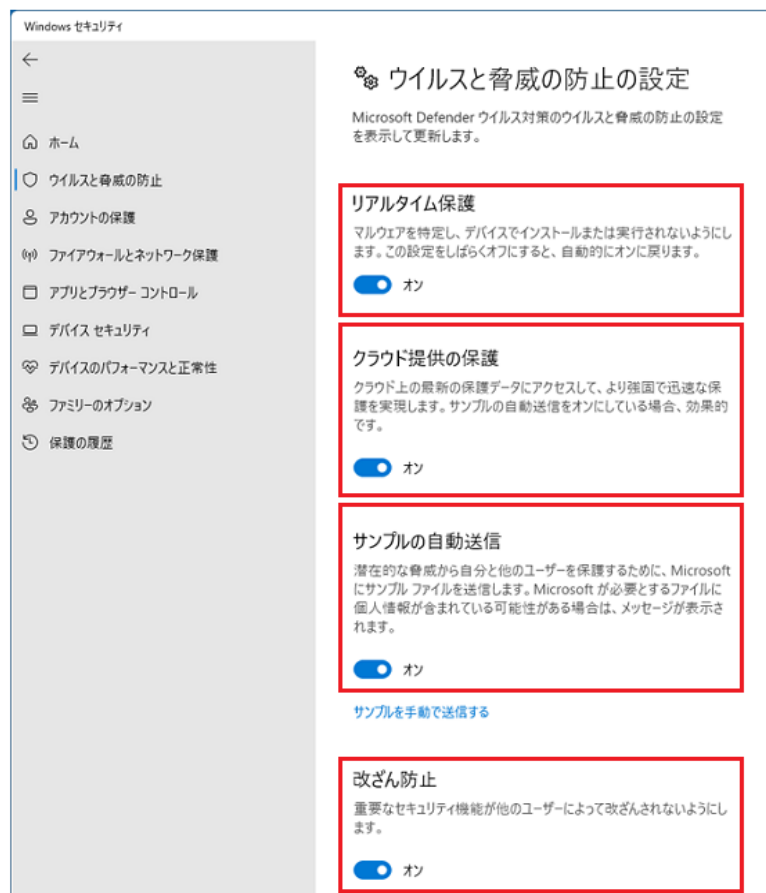 Windows セキュリティ
ホーム
ウイルスと脅威の防止
アカウントの保護
ファイアウォールとネットワーク保護
アプリとブラウザー コントロール
デバイス セキュリティ
デバイスのパフォーマンスと正常性
ファミリーのオプション
保護の履歴
ウイルスと脅威の防止の設定
Microsoft Defender ウイルス対策のウイルスと脅威の防止の設定
を表示して更新します。
リアルタイム保護
マルウェアを特定し、デバイスでインストールまたは実行されないようにし
ます。この設定をしばらくオフにすると、自動的にオンに戻ります。
オン
クラウド提供の保護
クラウド上の最新の保護データにアクセスして、より強固で迅速な保
護を実現します。サンプルの自動送信をオンにしている場合、効果的
です。
オン
サンプルの自動送信
潜在的な脅威から自分と他のユーザーを保護するために、Microsoft
にサンプル ファイルを送信します。Microsoft が必要とするファイルに
個人情報が含まれている可能性がある場合は、メッセージが表示さ
れます。
オン
サンプルを手動で送信する
改ざん防止
重要なセキュリティ機能が他のユーザーによって改ざんされないようにし
ます。
オン